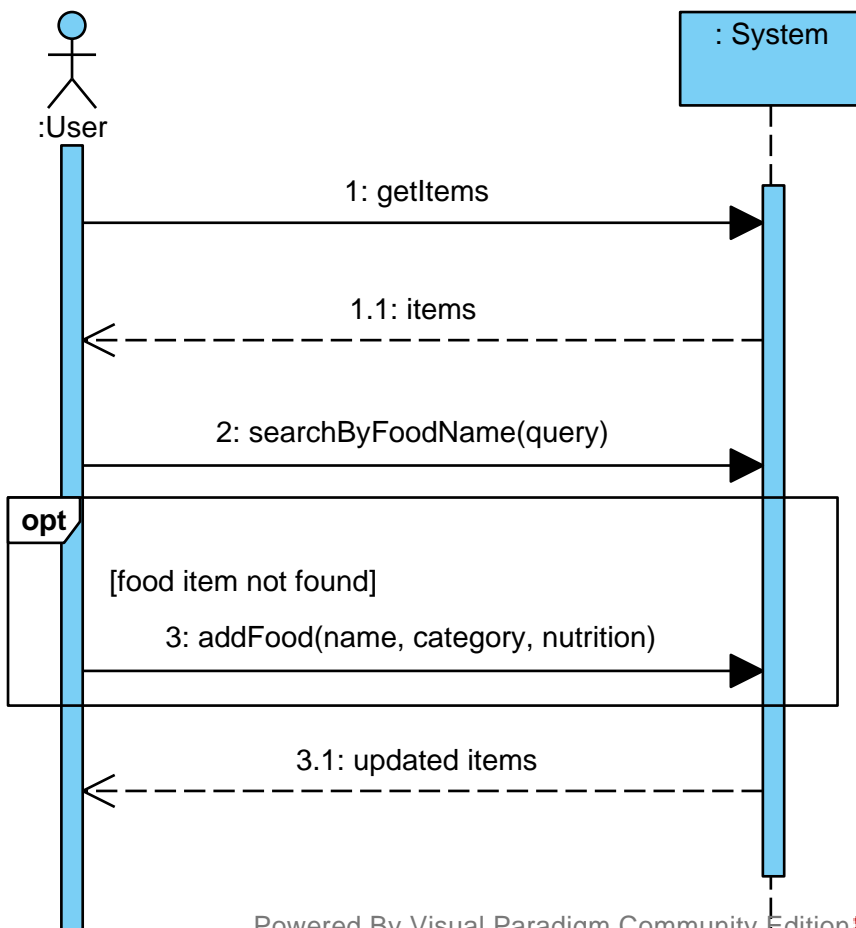 : System
:User
1: getItems
1.1: items
2: searchByFoodName(query)
opt
[food item not found]
3: addFood(name, category, nutrition)
3.1: updated items
Powered By Visual Paradigm Community Edition